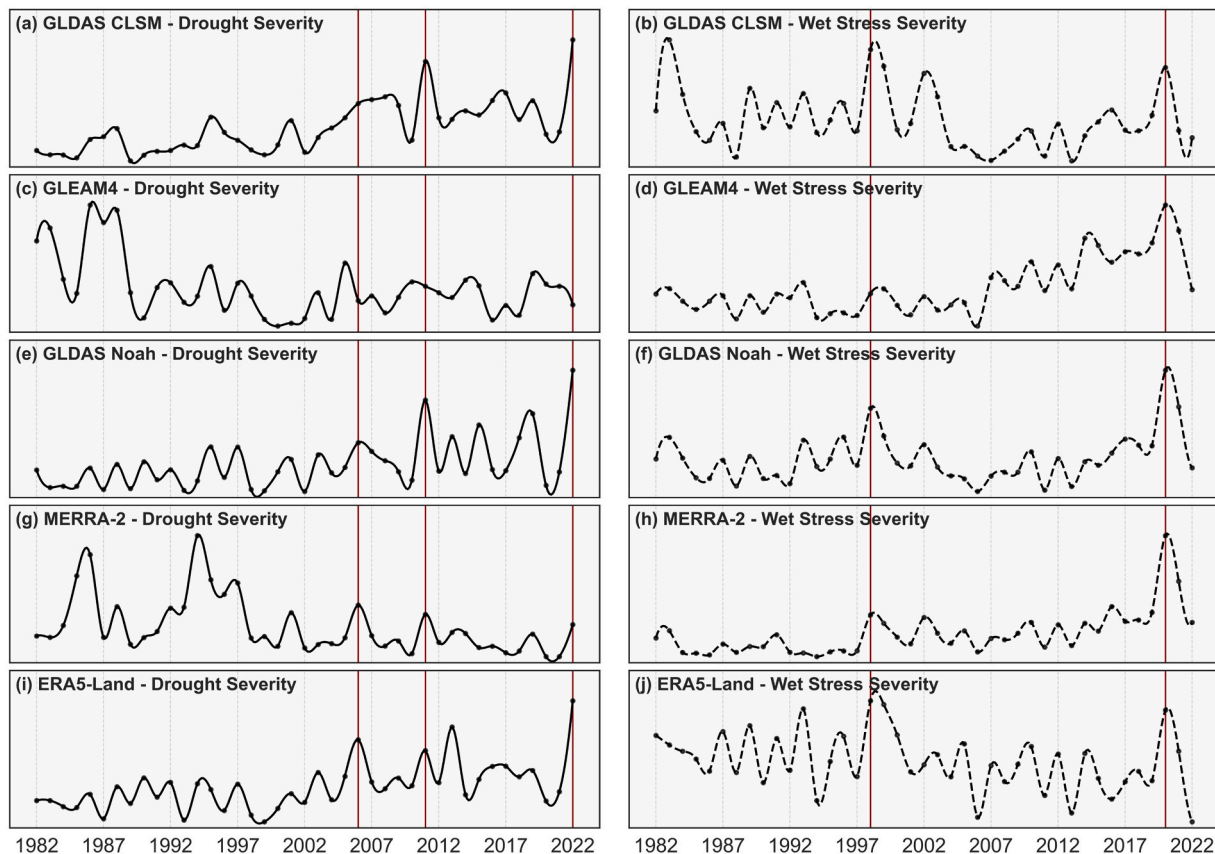 (a) GLDAS CLSM - Drought Severity
(b) GLDAS CLSM - Wet Stress Severity
(c) GLEAM4 - Drought Severity
(d) GLEAM4 - Wet Stress Severity
(e) GLDAS Noah - Drought Severity
(f) GLDAS Noah - Wet Stress Severity
(g) MERRA-2 - Drought Severity
(h) MERRA-2 - Wet Stress Severity
(i) ERA5-Land - Drought Severity
(j) ERA5-Land - Wet Stress Severity
1982 1987 1992 1997 2002 2007 2012 2017 2022
1982 1987 1992 1997 2002 2007 2012 2017 2022